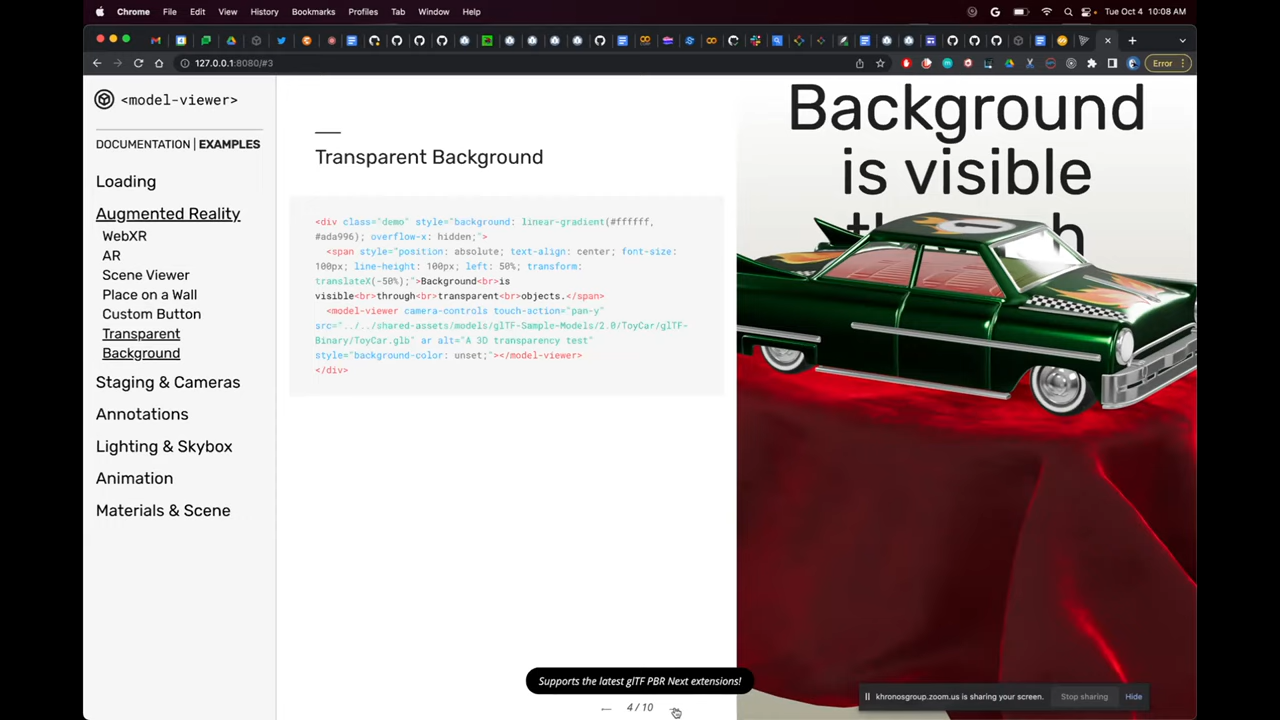 Chrome File Edit View History Bookmarks Profiles Tab Window Help
Tue Oct 4 10:08 AM
127.0.0.1:8080/#3
Error
<model-viewer>
DOCUMENTATION | EXAMPLES
Loading
Augmented Reality
WebXR
AR
Scene Viewer
Place on a Wall
Custom Button
Transparent
Background
Staging & Cameras
Annotations
Lighting & Skybox
Animation
Materials & Scene
Transparent Background
<div class="demo" style="background: linear-gradient(#ffffff,
#ada996); overflow-x: hidden;">
<span style="position: absolute; text-align: center; font-size:
100px; line-height: 100px; left: 50%; transform:
translateX(-50%);">Background<br>is
visible<br>through<br>transparent<br>objects.</span>
<model-viewer camera-controls touch-action="pan-y"
src="../../shared-assets/models/glTF-Sample-Models/2.0/ToyCar/glTF-
Binary/ToyCar.glb" ar alt="A 3D transparency test"
style="background-color: unset;"></model-viewer>
</div>
Background
is visible
1
Supports the latest glTF PBR Next extensions!
4 / 10
khronosgroup.zoom.us is sharing your screen.
Stop sharing
Hide